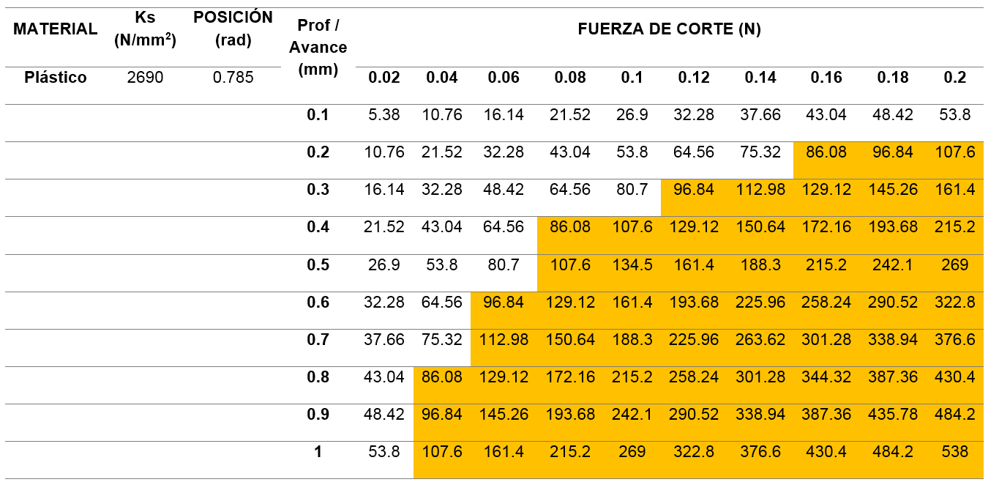 MATERIAL Ks (N/mm²) POSICIÓN (rad) Prof / Avance (mm) FUERZA DE CORTE (N)
Plástico 2690 0.785 0.02 0.04 0.06 0.08 0.1 0.12 0.14 0.16 0.18 0.2
0.1 5.38 10.76 16.14 21.52 26.9 32.28 37.66 43.04 48.42 53.8
0.2 10.76 21.52 32.28 43.04 53.8 64.56 75.32 86.08 96.84 107.6
0.3 16.14 32.28 48.42 64.56 80.7 96.84 112.98 129.12 145.26 161.4
0.4 21.52 43.04 64.56 86.08 107.6 129.12 150.64 172.16 193.68 215.2
0.5 26.9 53.8 80.7 107.6 134.5 161.4 188.3 215.2 242.1 269
0.6 32.28 64.56 96.84 129.12 161.4 193.68 225.96 258.24 290.52 322.8
0.7 37.66 75.32 112.98 150.64 188.3 225.96 263.62 301.28 338.94 376.6
0.8 43.04 86.08 129.12 172.16 215.2 258.24 301.28 344.32 387.36 430.4
0.9 48.42 96.84 145.26 193.68 242.1 290.52 338.94 387.36 435.78 484.2
1 53.8 107.6 161.4 215.2 269 322.8 376.6 430.4 484.2 538